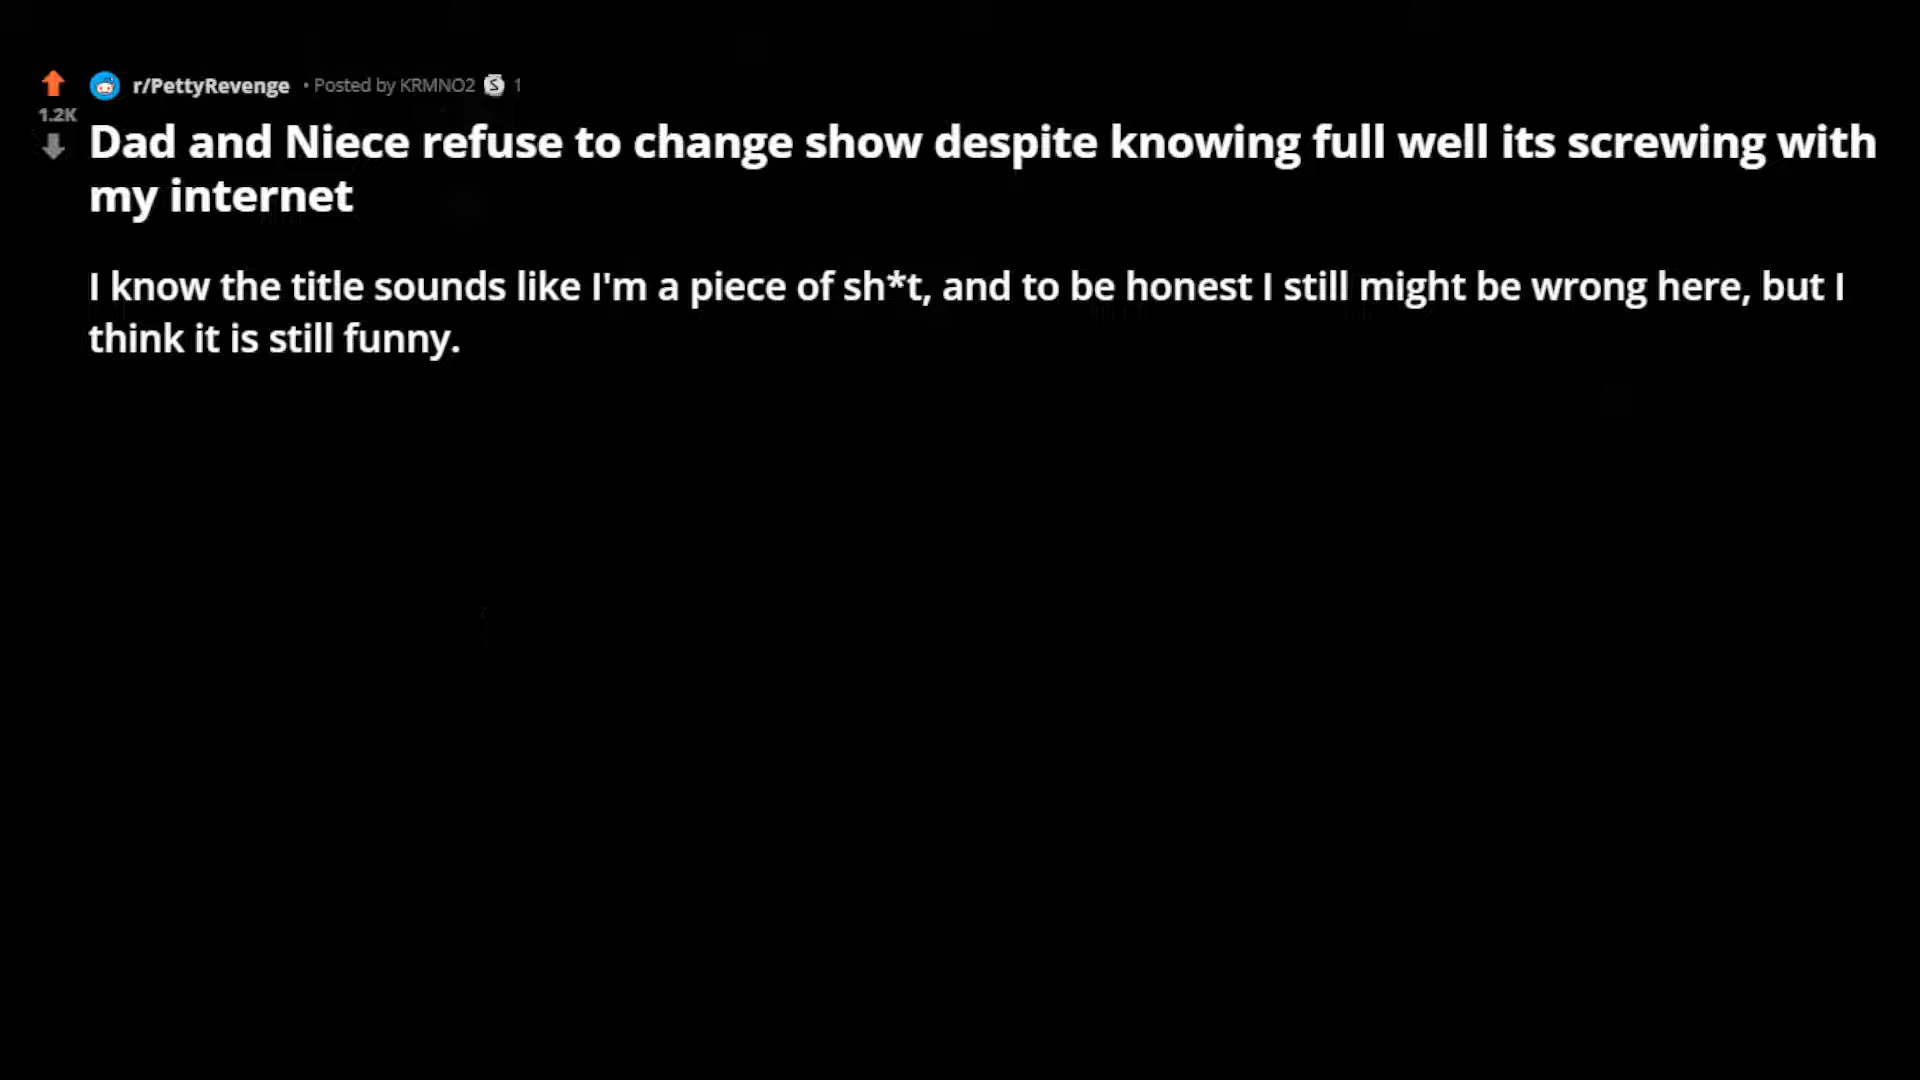 r/PettyRevenge • Posted by KRMNO2 S 1
1.2K
Dad and Niece refuse to change show despite knowing full well its screwing with
my internet
I know the title sounds like I'm a piece of sh*t, and to be honest I still might be wrong here, but I
think it is still funny.